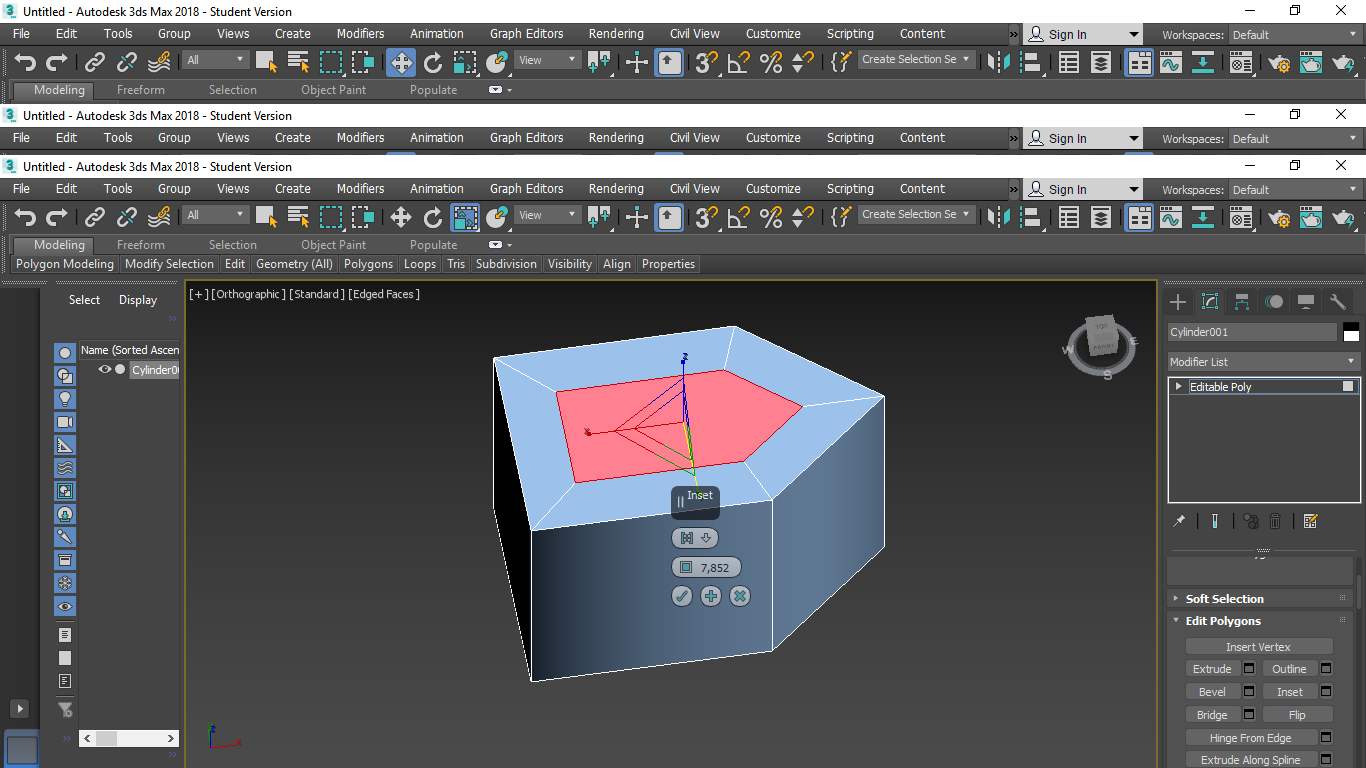 Untitled - Autodesk 3ds Max 2018 - Student Version
File Edit Tools Group Views Create Modifiers Animation Graph Editors Rendering Civil View Customize Scripting Content » Sign In Workspaces: Default
All View Create Selection Se
Modeling Freeform Selection Object Paint Populate
Untitled - Autodesk 3ds Max 2018 - Student Version
File Edit Tools Group Views Create Modifiers Animation Graph Editors Rendering Civil View Customize Scripting Content » Sign In Workspaces: Default
Untitled - Autodesk 3ds Max 2018 - Student Version
File Edit Tools Group Views Create Modifiers Animation Graph Editors Rendering Civil View Customize Scripting Content » Sign In Workspaces: Default
All View Create Selection Se
Modeling Freeform Selection Object Paint Populate
Polygon Modeling Modify Selection Edit Geometry (All) Polygons Loops Tris Subdivision Visibility Align Properties
Select Display
[+] [Orthographic] [Standard] [Edged Faces]
Name (Sorted Ascen
Cylinder00
z
x
Inset
7,852
z
x
TOP
FRONT
W
E
S
Cylinder001
Modifier List
Editable Poly
Soft Selection
Edit Polygons
Insert Vertex
Extrude Outline
Bevel Inset
Bridge Flip
Hinge From Edge
Extrude Along Spline